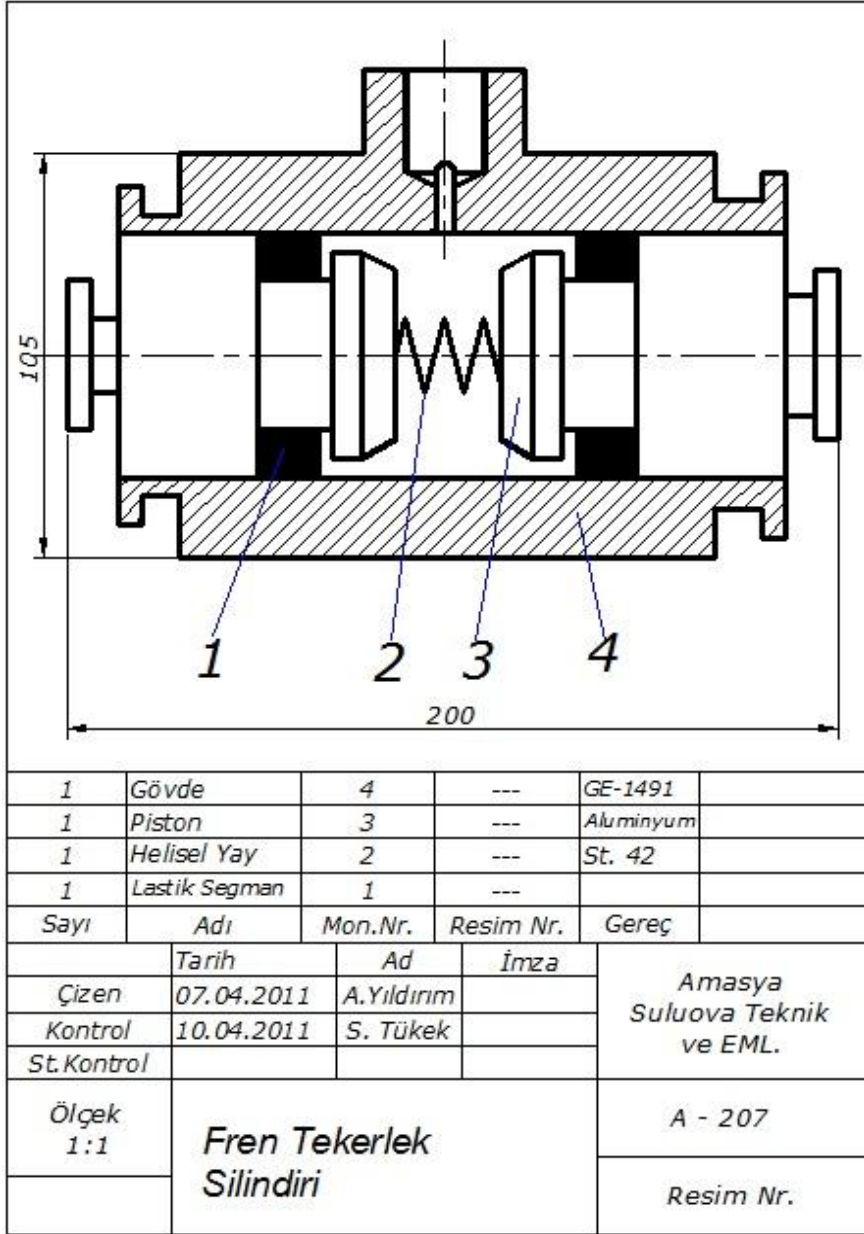 105
1 2 3 4
200
1 Gövde 4 --- GE-1491
1 Piston 3 --- Aluminyum
1 Helisel Yay 2 --- St. 42
1 Lastik Segman 1 ---
Sayı Adı Mon.Nr. Resim Nr. Gereç
Tarih Ad İmza
Çizen 07.04.2011 A.Yıldırım
Kontrol 10.04.2011 S. Tükek
St.Kontrol
Amasya
Suluova Teknik
ve EML.
Ölçek
1:1
Fren Tekerlek
Silindiri
A - 207
Resim Nr.